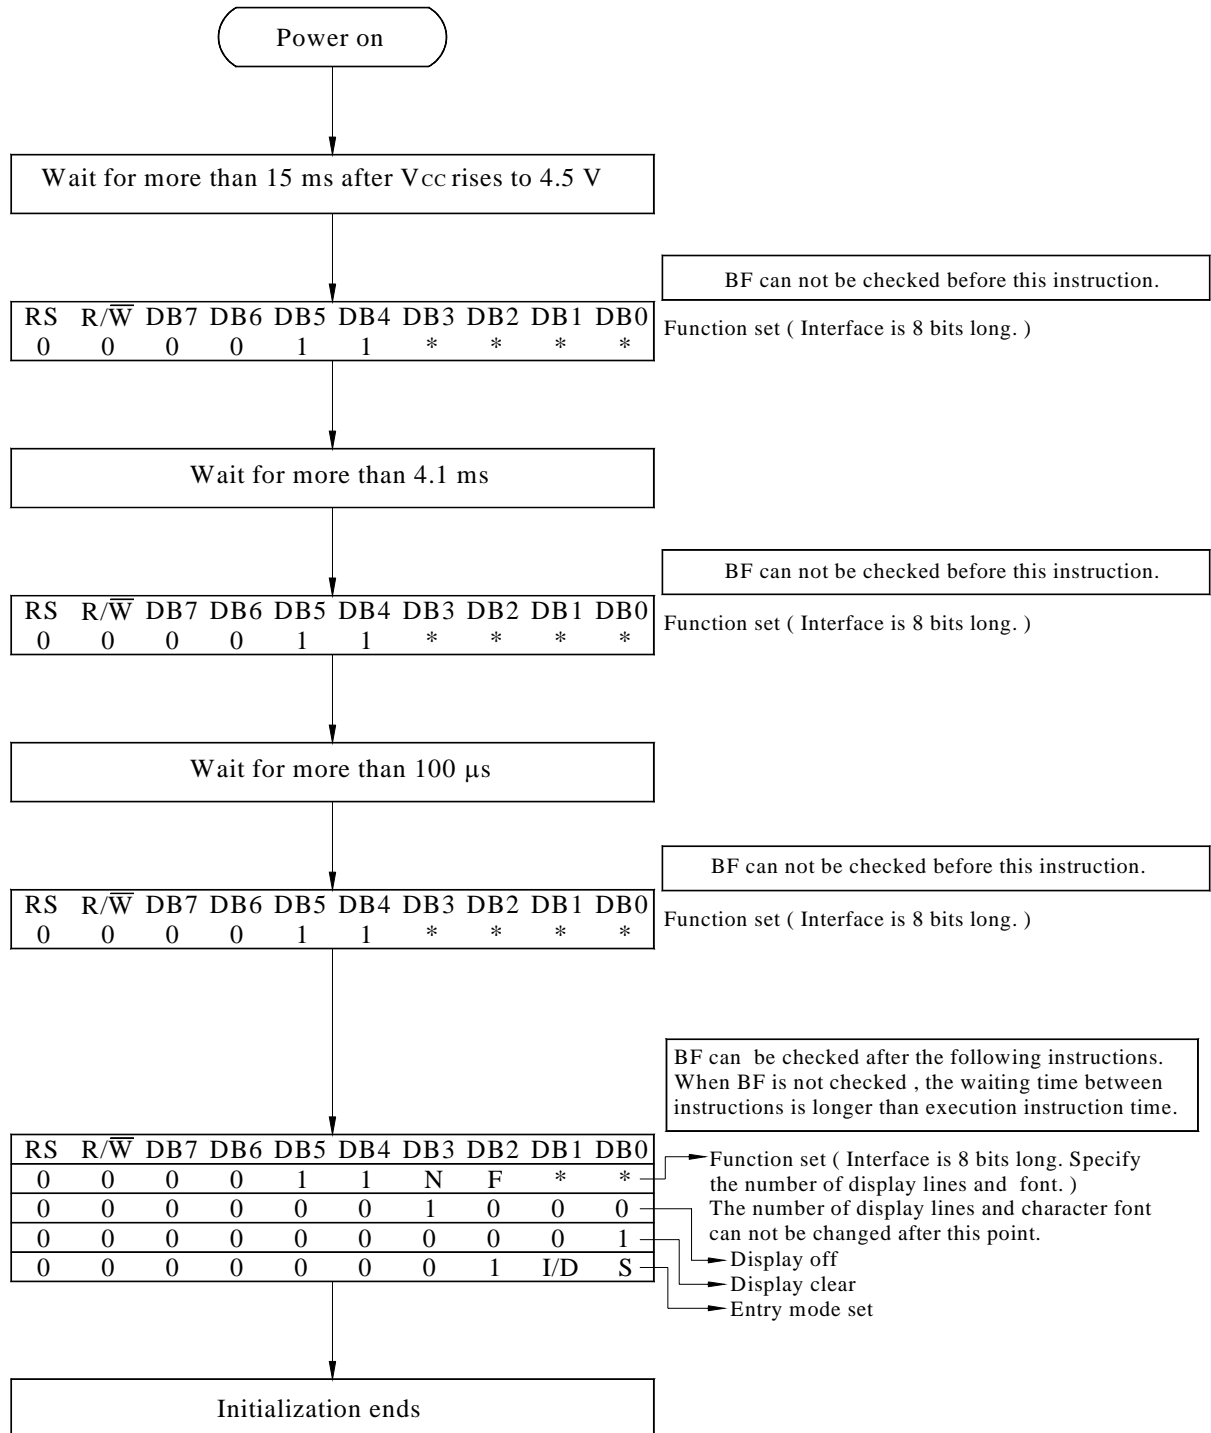 Power on
Wait for more than 15 ms after VCC rises to 4.5 V
BF can not be checked before this instruction.
RS R/W̅ DB7 DB6 DB5 DB4 DB3 DB2 DB1 DB0
0 0 0 0 1 1 * * * *
Function set ( Interface is 8 bits long. )
Wait for more than 4.1 ms
BF can not be checked before this instruction.
RS R/W̅ DB7 DB6 DB5 DB4 DB3 DB2 DB1 DB0
0 0 0 0 1 1 * * * *
Function set ( Interface is 8 bits long. )
Wait for more than 100 µs
BF can not be checked before this instruction.
RS R/W̅ DB7 DB6 DB5 DB4 DB3 DB2 DB1 DB0
0 0 0 0 1 1 * * * *
Function set ( Interface is 8 bits long. )
BF can be checked after the following instructions.
When BF is not checked , the waiting time between
instructions is longer than execution instruction time.
RS R/W̅ DB7 DB6 DB5 DB4 DB3 DB2 DB1 DB0
0 0 0 0 1 1 N F * *
0 0 0 0 0 0 1 0 0 0
0 0 0 0 0 0 0 0 0 1
0 0 0 0 0 0 0 1 I/D S
Function set ( Interface is 8 bits long. Specify
the number of display lines and font. )
The number of display lines and character font
can not be changed after this point.
Display off
Display clear
Entry mode set
Initialization ends